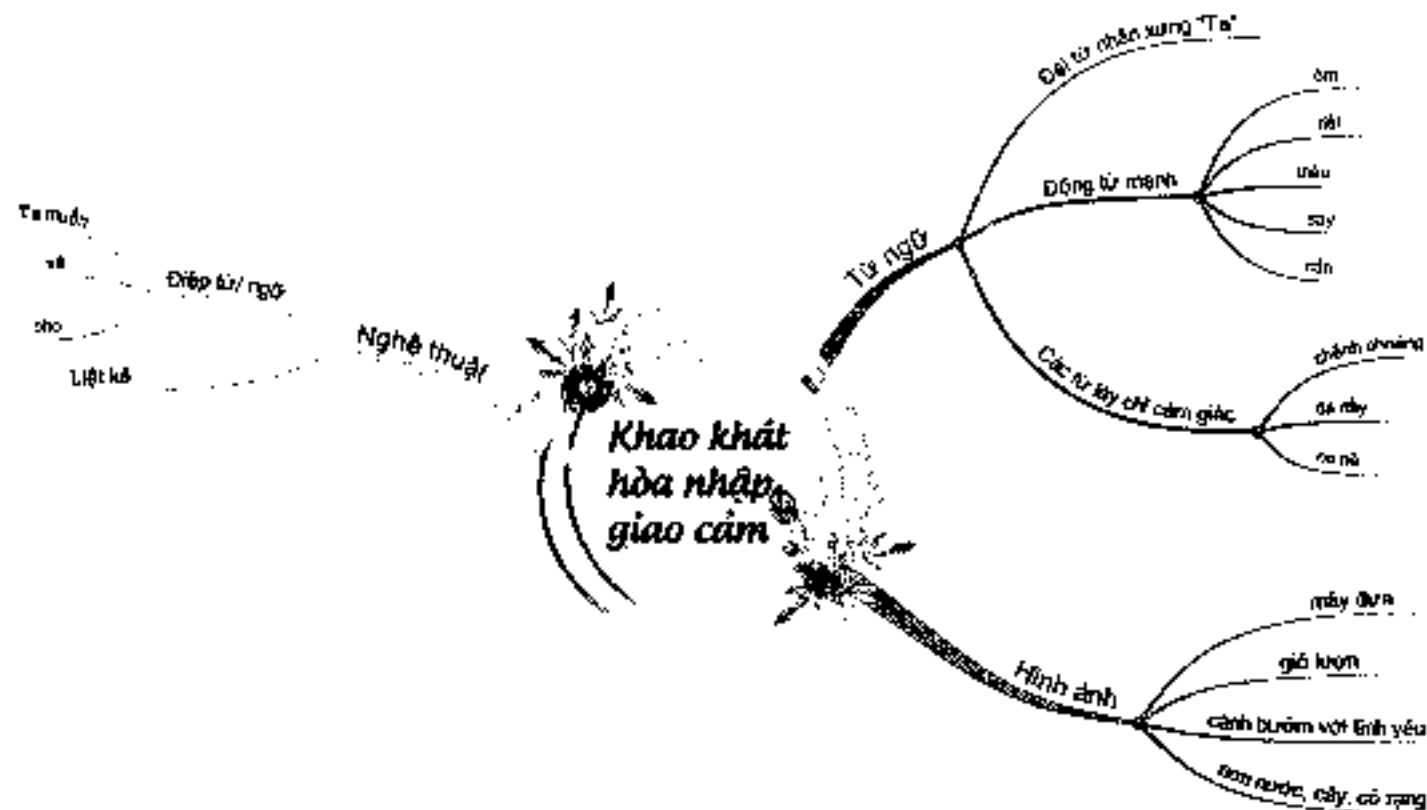 Khao khát
hòa nhập,
giao cảm
Từ ngữ
Đại từ nhân xưng "Ta"
Động từ mạnh
ôm
riết
thâu
say
cắn
Các từ láy chỉ cảm giác
chếnh choáng
đã đầy
no nê
Hình ảnh
mây đưa
gió lượn
cánh bướm với tình yêu
non nước, cây, cỏ rạng
Nghệ thuật
Điệp từ/ ngữ
Ta muốn
và
cho
Liệt kê